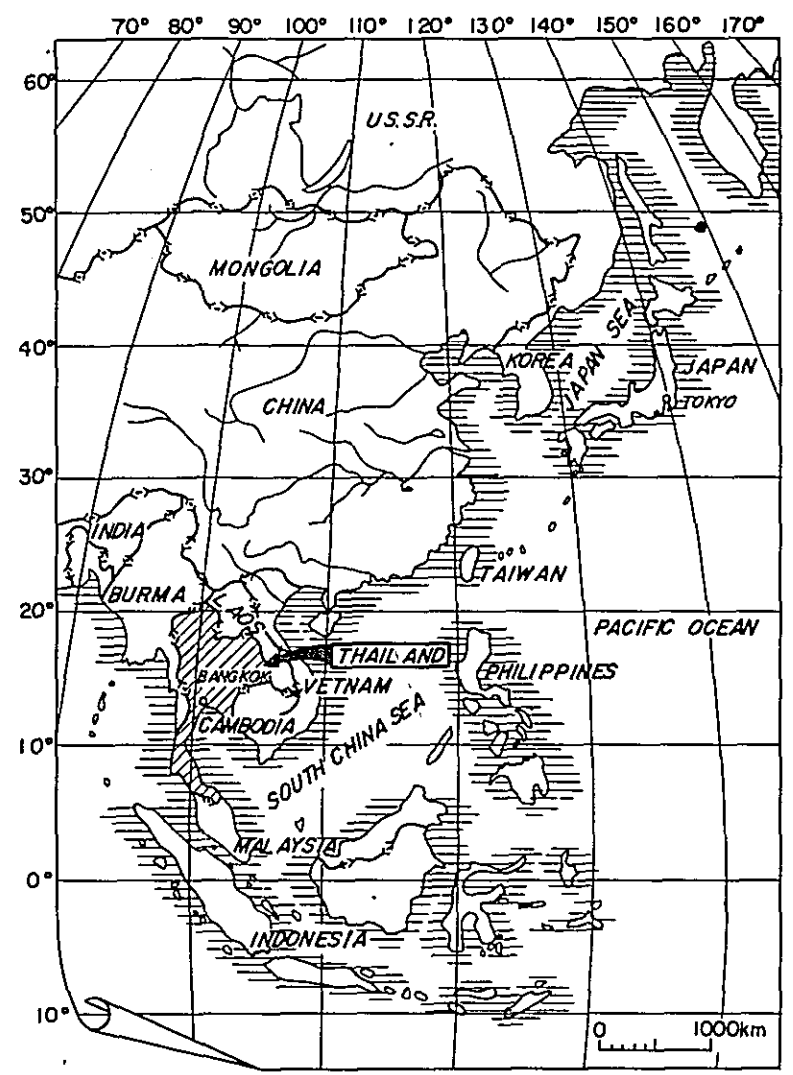 70° 80° 90° 100° 110° 120° 130° 140° 150° 160° 170°
60°
U.S.S.R.
50°
MONGOLIA
40°
KOREA
JAPAN SEA
JAPAN
TOKYO
CHINA
30°
INDIA
BURMA
TAIWAN
20°
LAOS
PACIFIC OCEAN
THAILAND
BANGKOK
VETNAM
PHILIPPINES
CAMBODIA
SOUTH CHINA SEA
10°
MALAYSIA
0°
INDONESIA
10°
0 1000km